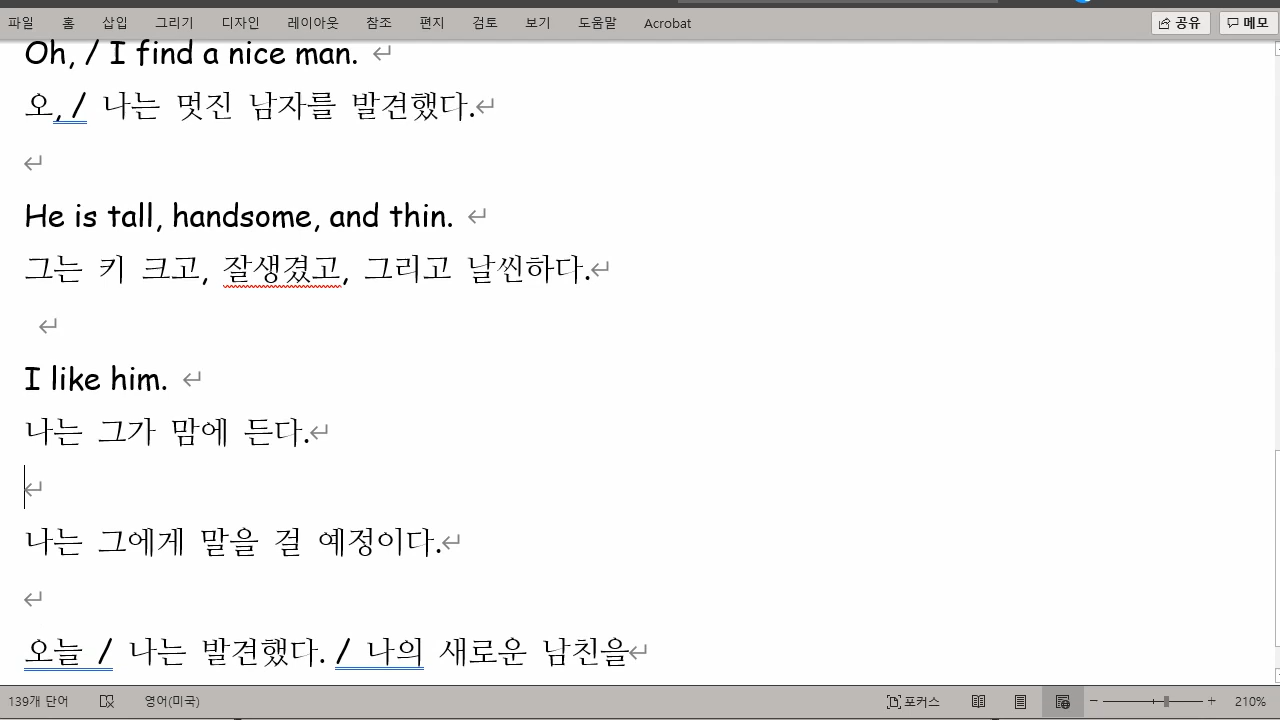 파일 홈 삽입 그리기 디자인 레이아웃 참조 편지 검토 보기 도움말 Acrobat 공유 메모
Oh, / I find a nice man.
오, / 나는 멋진 남자를 발견했다.
He is tall, handsome, and thin.
그는 키 크고, 잘생겼고, 그리고 날씬하다.
I like him.
나는 그가 맘에 든다.
나는 그에게 말을 걸 예정이다.
오늘 / 나는 발견했다. / 나의 새로운 남친을
139개 단어 영어(미국) 포커스 210%